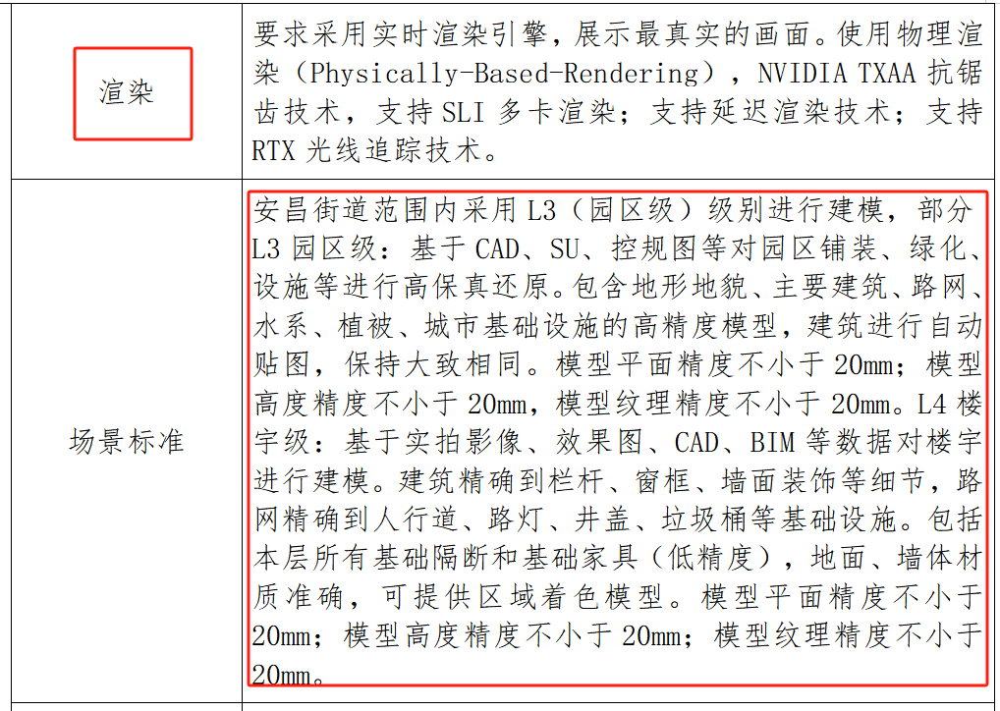 渲染
要求采用实时渲染引擎，展示最真实的画面。使用物理渲
染（Physically-Based-Rendering），NVIDIA TXAA 抗锯
齿技术，支持 SLI 多卡渲染；支持延迟渲染技术；支持
RTX 光线追踪技术。
场景标准
安昌街道范围内采用 L3（园区级）级别进行建模，部分
L3 园区级：基于 CAD、SU、控规图等对园区铺装、绿化、
设施等进行高保真还原。包含地形地貌、主要建筑、路网、
水系、植被、城市基础设施的高精度模型，建筑进行自动
贴图，保持大致相同。模型平面精度不小于 20mm；模型
高度精度不小于 20mm，模型纹理精度不小于 20mm。L4 楼
宇级：基于实拍影像、效果图、CAD、BIM 等数据对楼宇
进行建模。建筑精确到栏杆、窗框、墙面装饰等细节，路
网精确到人行道、路灯、井盖、垃圾桶等基础设施。包括
本层所有基础隔断和基础家具（低精度），地面、墙体材
质准确，可提供区域着色模型。模型平面精度不小于
20mm；模型高度精度不小于 20mm；模型纹理精度不小于
20mm。